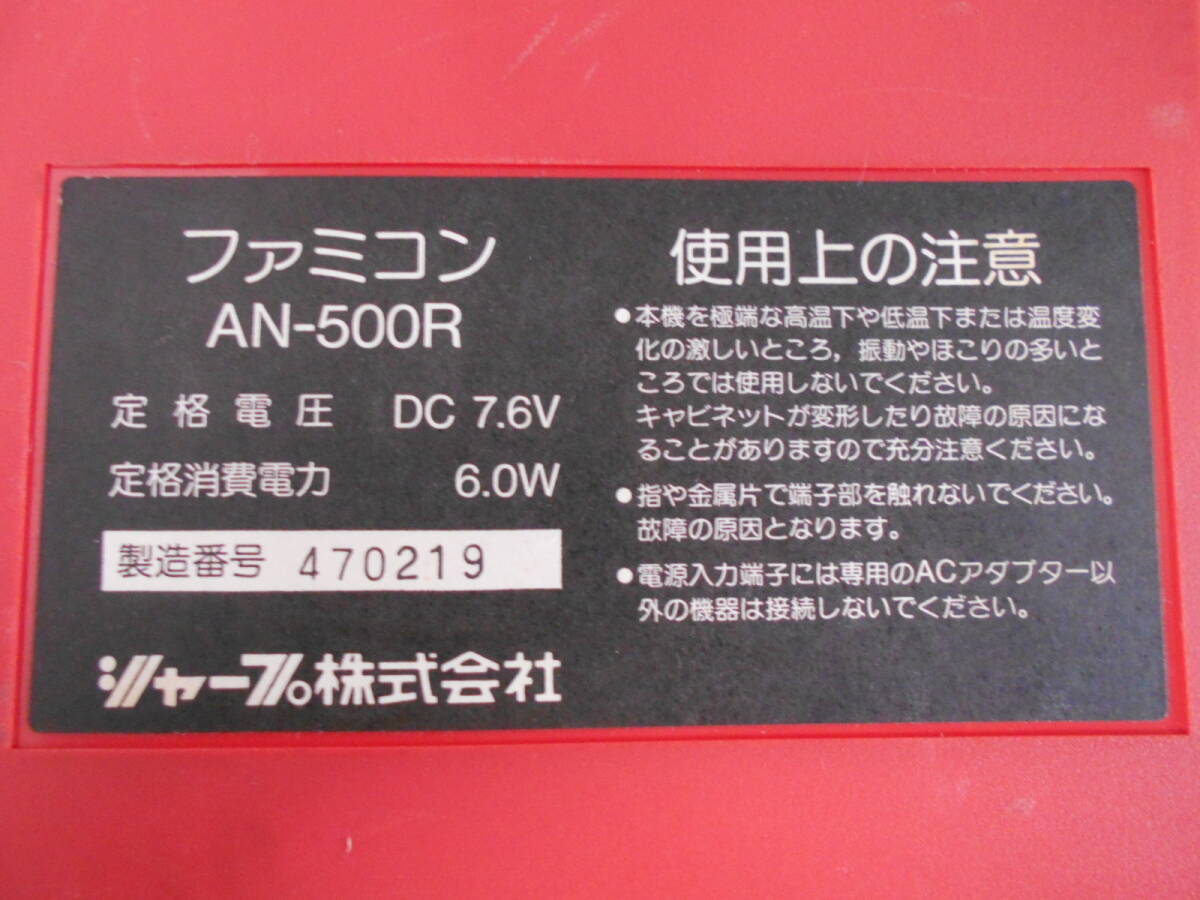 ファミコン
AN-500R
定格電圧 DC 7.6V
定格消費電力 6.0W
製造番号 470219
シャープ株式会社
使用上の注意
●本機を極端な高温下や低温下または温度変
化の激しいところ，振動やほこりの多いと
ころでは使用しないでください。
キャビネットが変形したり故障の原因にな
ることがありますので充分注意ください。
●指や金属片で端子部を触れないでください。
故障の原因となります。
●電源入力端子には専用のACアダプター以
外の機器は接続しないでください。